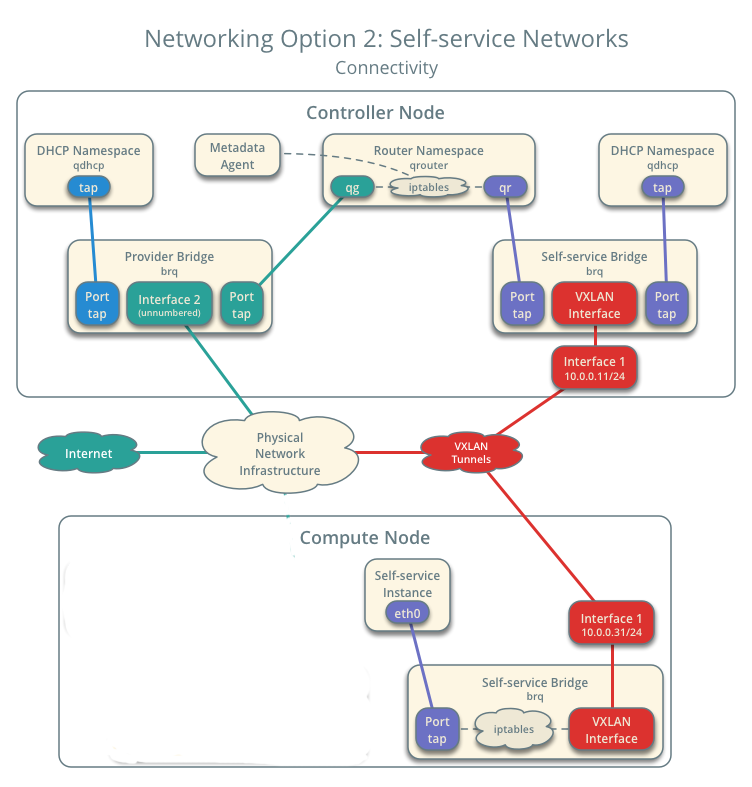 Networking Option 2: Self-service Networks
Connectivity
Controller Node
DHCP Namespace
qdhcp
tap
Metadata
Agent
Router Namespace
qrouter
qg
iptables
qr
DHCP Namespace
qdhcp
tap
Provider Bridge
brq
Port
tap
Interface 2
(unnumbered)
Port
tap
Self-service Bridge
brq
Port
tap
VXLAN
Interface
Port
tap
Interface 1
10.0.0.11/24
Internet
Physical
Network
Infrastructure
VXLAN
Tunnels
Compute Node
Self-service
Instance
eth0
Interface 1
10.0.0.31/24
Self-service Bridge
brq
Port
tap
iptables
VXLAN
Interface